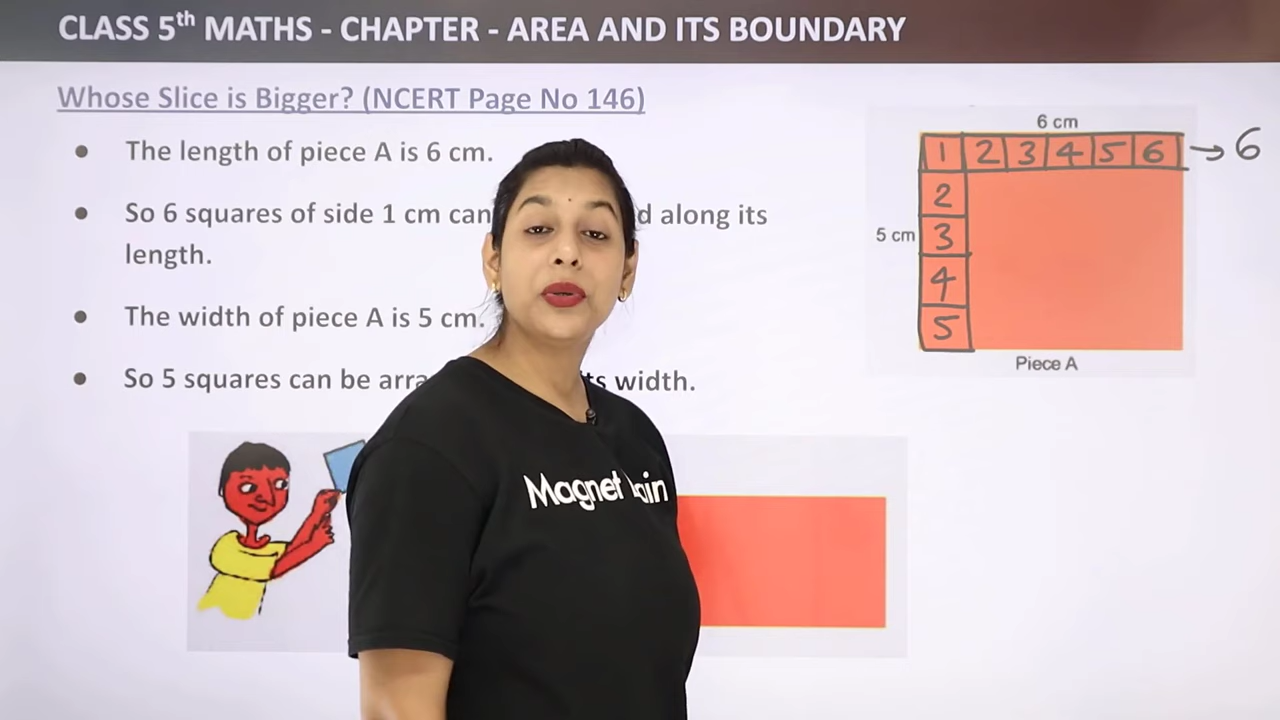 CLASS 5th MATHS - CHAPTER - AREA AND ITS BOUNDARY
Whose Slice is Bigger? (NCERT Page No 146)
● The length of piece A is 6 cm.
● So 6 squares of side 1 cm can d along its
length.
● The width of piece A is 5 cm.
● So 5 squares can be arra ts width.
6 cm
1 2 3 4 5 6 → 6
2
5 cm 3
4
5
Piece A
Magnet ain